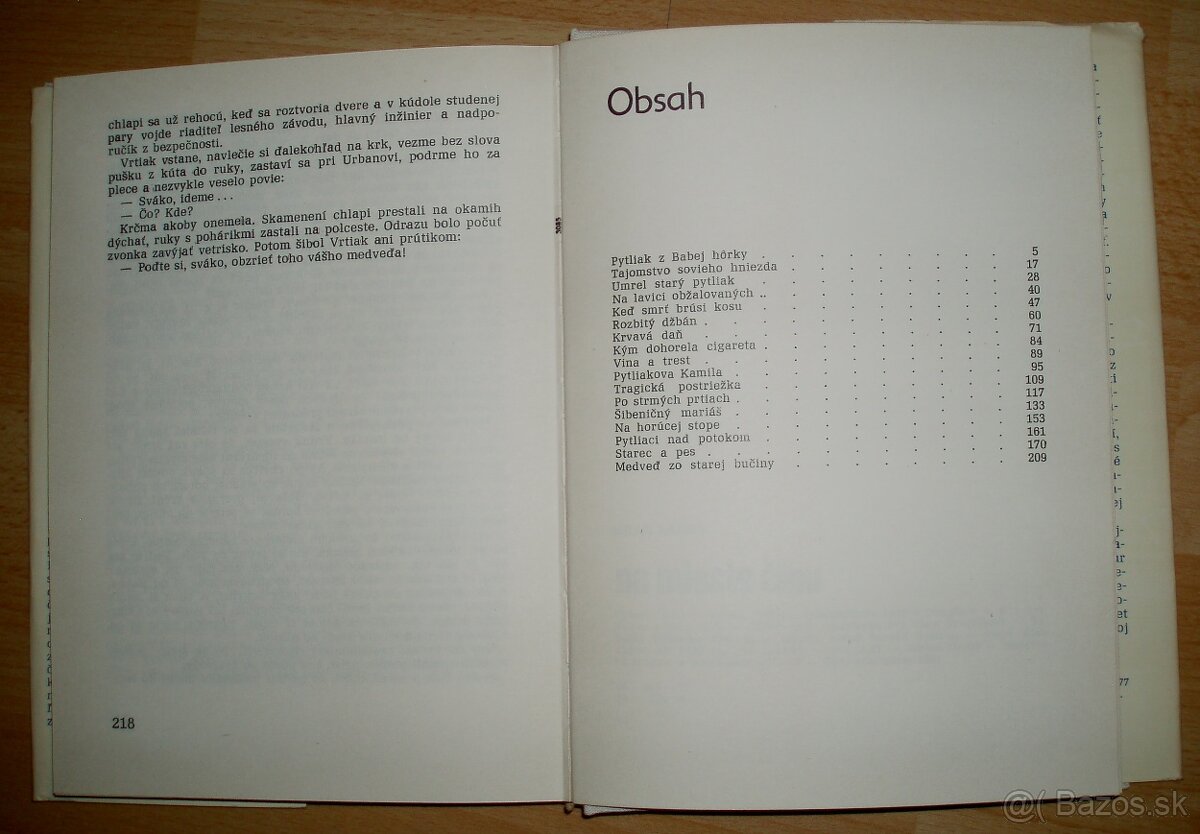 chlapi sa už rehocú, keď sa roztvoria dvere a v kúdole studenej
pary vojde riaditeľ lesného závodu, hlavný inžinier a nadpo-
ručík z bezpečnosti.
Vrtiak vstane, navlečie si ďalekohľad na krk, vezme bez slova
pušku z kúta do ruky, zastaví sa pri Urbanovi, podrme ho za
plece a nezvykle veselo povie:
— Sváko, ideme...
— Čo? Kde?
Krčma akoby onemela. Skamenení chlapi prestali na okamih
dýchať, ruky s pohárikmi zastali na polceste. Odrazu bolo počuť
zvonka zavýjať vetrisko. Potom šibol Vrtiak ani prútikom:
— Poďte si, sváko, obzrieť toho vášho medveďa!
218
Obsah
Pytliak z Babej hôrky . . . . . . . . 5
Tajomstvo sovieho hniezda . . . . . . . 17
Umrel starý pytliak . . . . . . . . 28
Na lavici obžalovaných . . . . . . . . 40
Keď smrť brúsi kosu . . . . . . . . 47
Rozbitý džbán . . . . . . . . . . 60
Krvavá daň . . . . . . . . . . 71
Kým dohorela cigareta . . . . . . . . 84
Vina a trest . . . . . . . . . . 89
Pytliakova Kamila . . . . . . . . . 95
Tragická postriežka . . . . . . . . 109
Po strmých prtiach . . . . . . . . . 117
Šibeničný mariáš . . . . . . . . . 133
Na horúcej stope . . . . . . . . . 153
Pytliaci nad potokom . . . . . . . . 161
Starec a pes . . . . . . . . . . 170
Medveď zo starej bučiny . . . . . . . 209
77
@( Bazos.sk